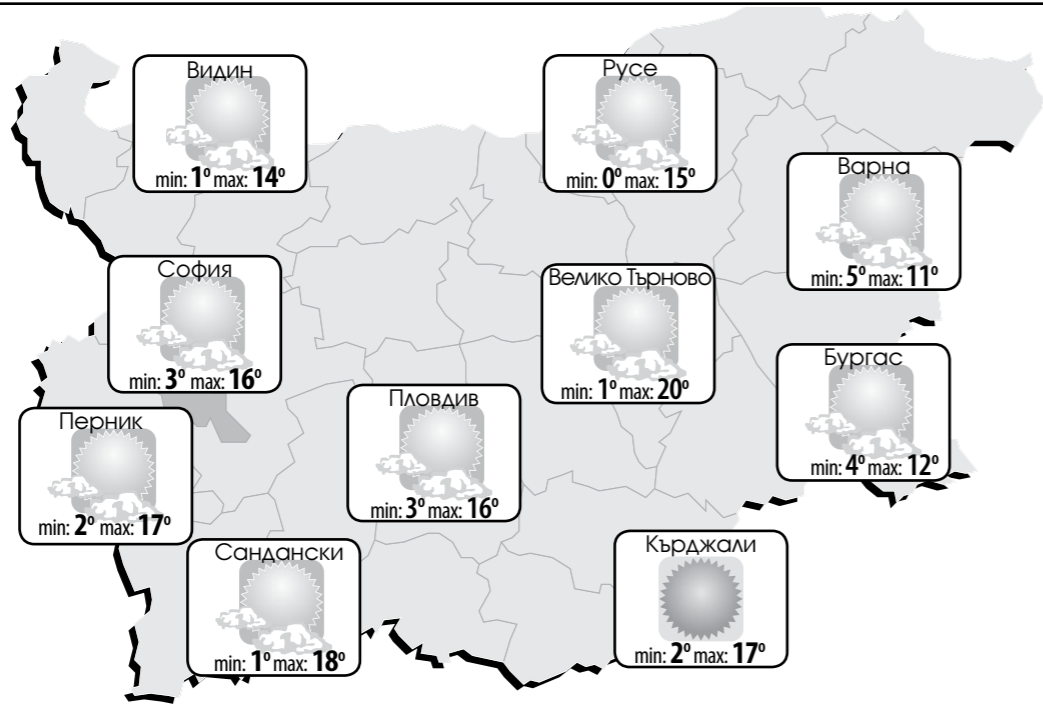 Видин
min: 1º max: 14º
Русе
min: 0º max: 15º
Варна
min: 5º max: 11º
София
min: 3º max: 16º
Велико Търново
min: 1º max: 20º
Бургас
min: 4º max: 12º
Пловдив
min: 3º max: 16º
Перник
min: 2º max: 17º
Сандански
min: 1º max: 18º
Кърджали
min: 2º max: 17º